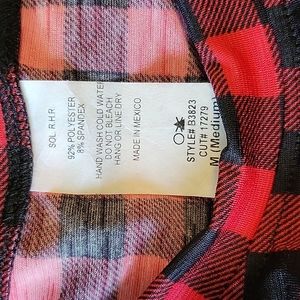 SOL R.H.R.
92% POLYESTER
8% SPANDEX
HAND WASH COLD WATER
DO NOT BLEACH
HANG OR LINE DRY
MADE IN MEXICO
STYLE# B3823
CUT# 17279
M (Medium)